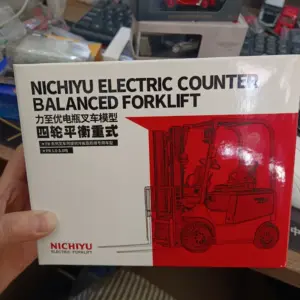 NICHIYU ELECTRIC COUNTER
BALANCED FORKLIFT
力至优电瓶叉车模型
四轮平衡重式
NICHIYU
ELECTRIC FORKLIFT